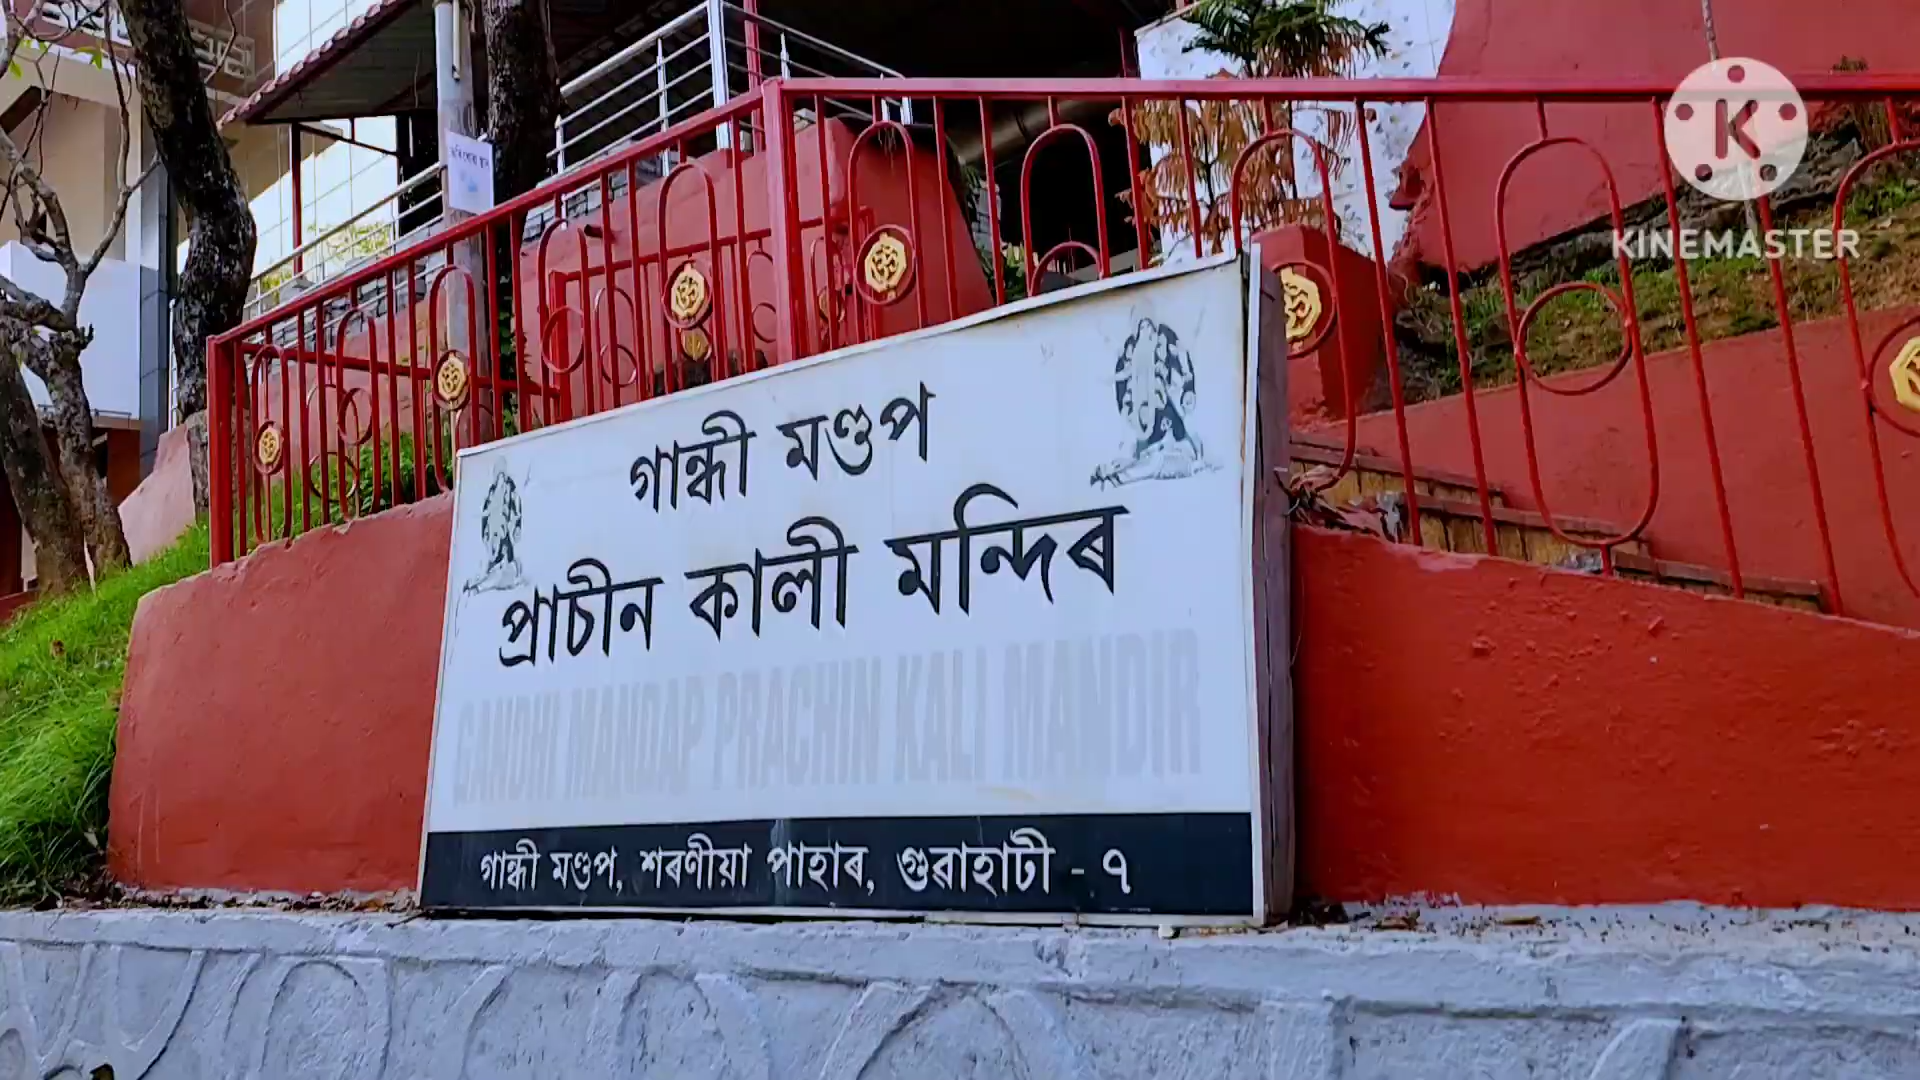 গান্ধী মণ্ডপ
প্ৰাচীন কালী মন্দিৰ
GANDHI MANDAP PRACHIN KALI MANDIR
গান্ধী মণ্ডপ, শৰণীয়া পাহাৰ, গুৱাহাটী - ৭
K
KINEMASTER